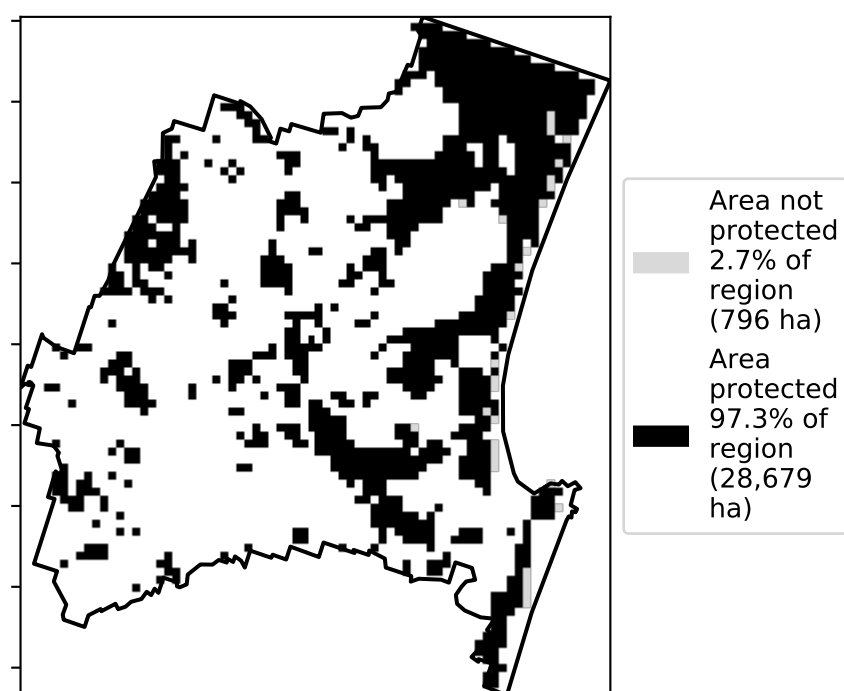 Area not
protected
2.7% of
region
(796 ha)
Area
protected
97.3% of
region
(28,679
ha)